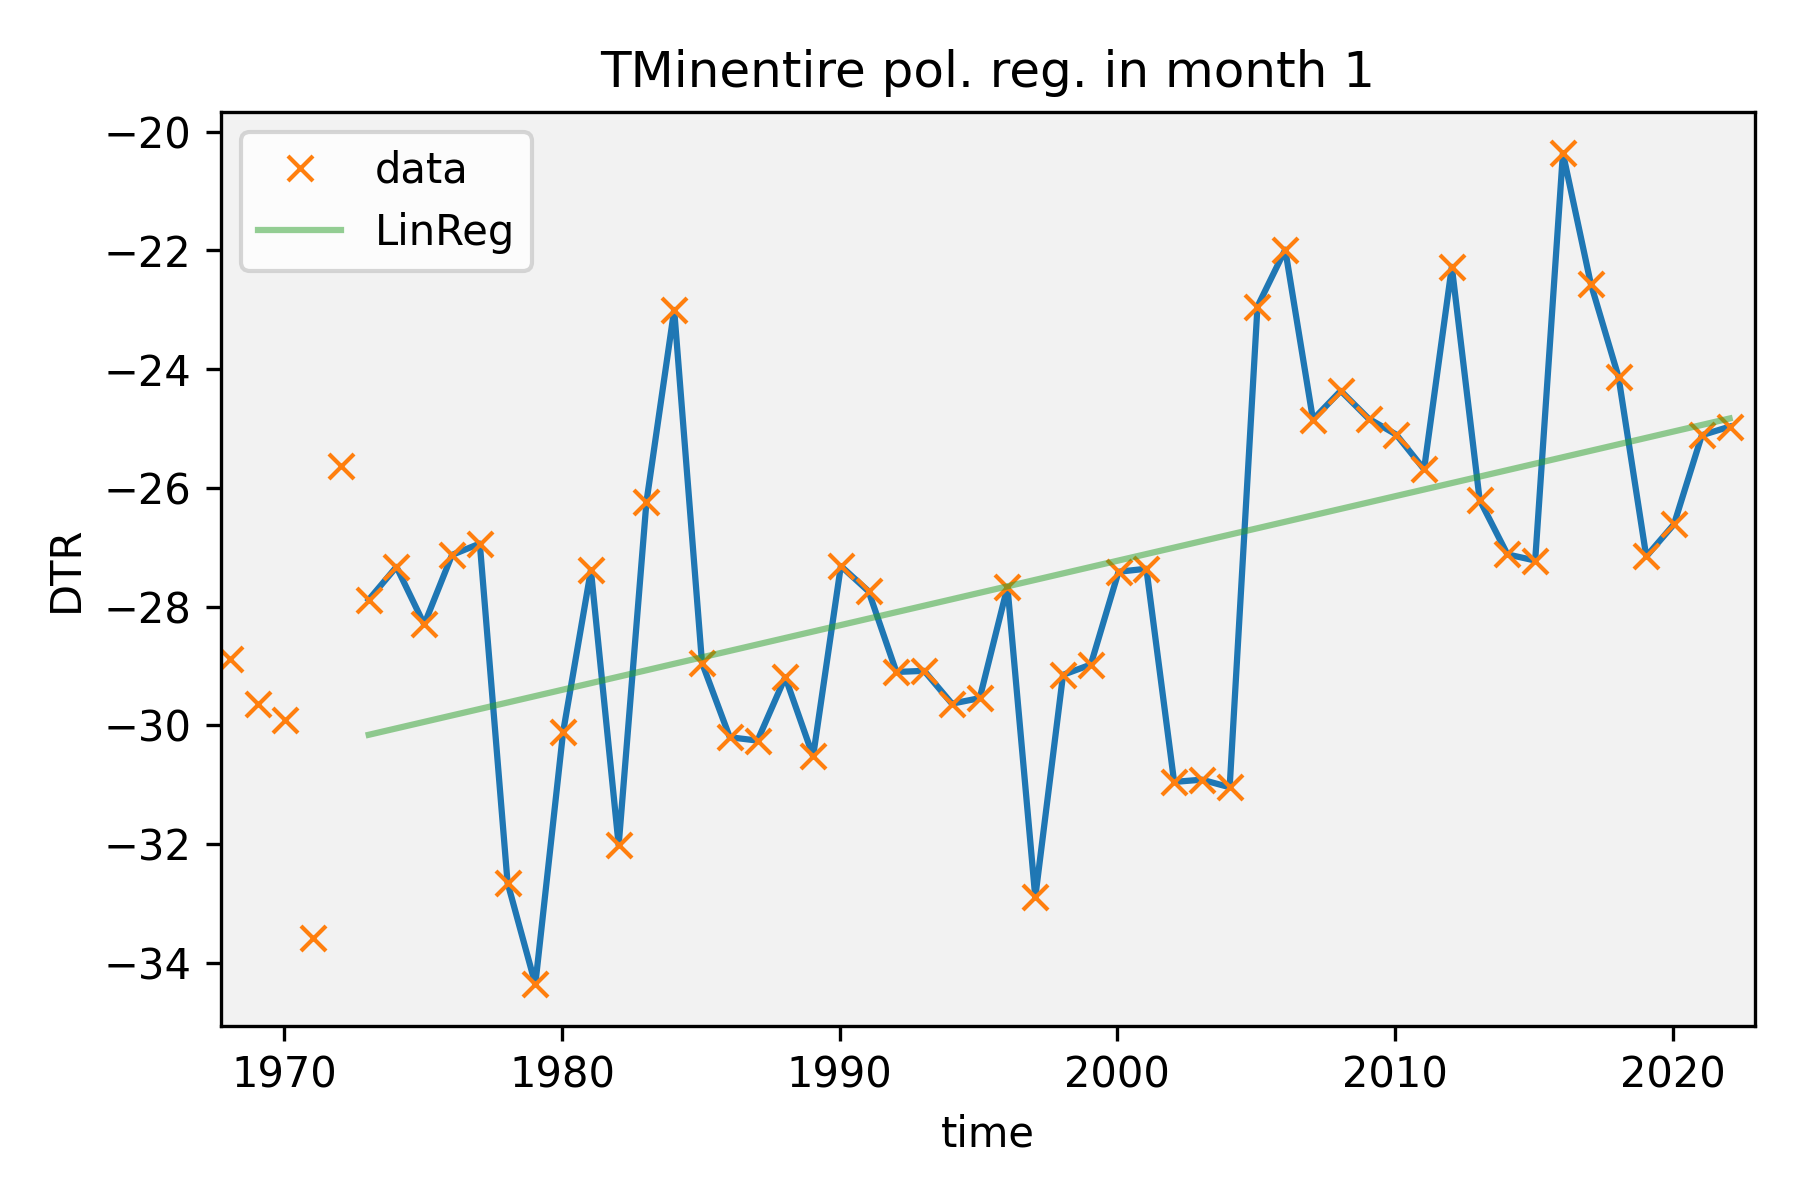 TMinentire pol. reg. in month 1
−20
−22
−24
−26
−28
−30
−32
−34
DTR
data
LinReg
1970 1980 1990 2000 2010 2020
time